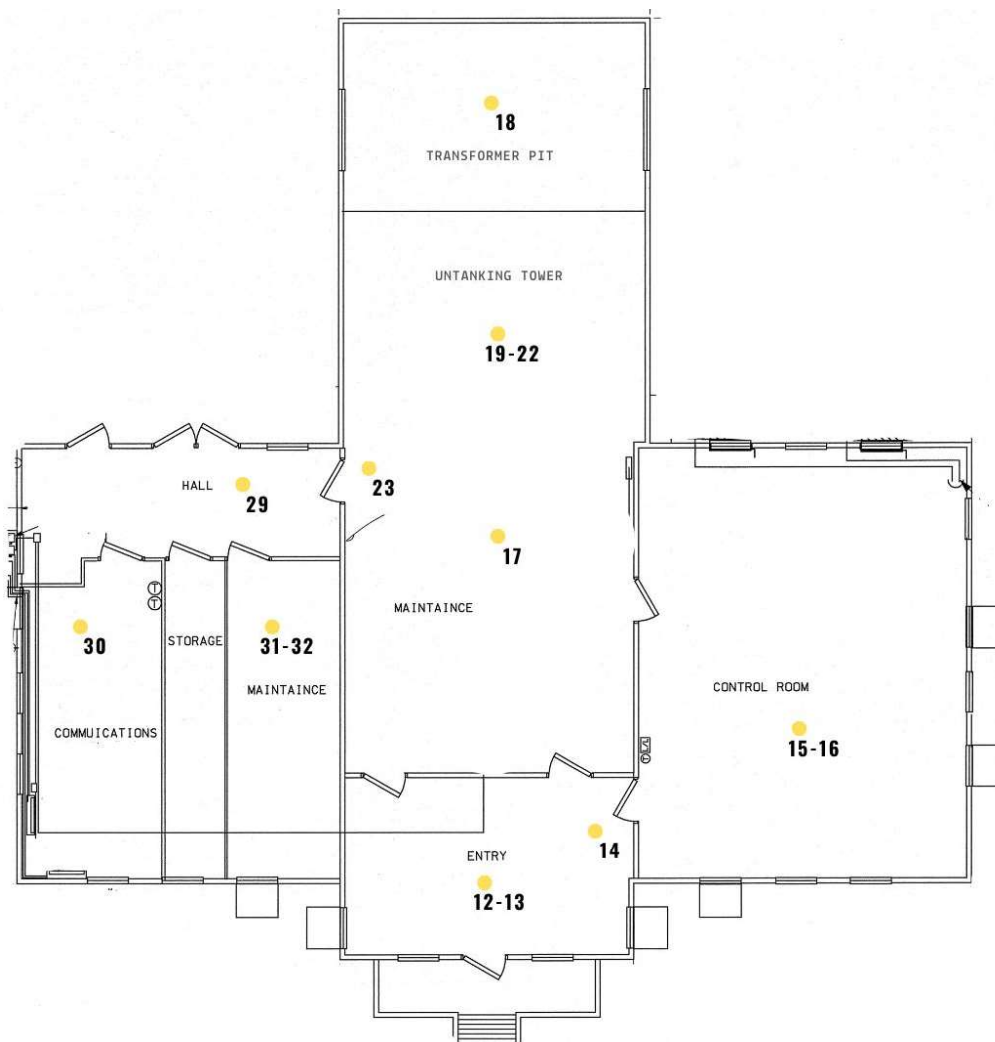 18
TRANSFORMER PIT
UNTANKING TOWER
19-22
HALL
29
23
17
MAINTAINCE
30
T
T
STORAGE
31-32
MAINTAINCE
COMMUICATIONS
CONTROL ROOM
15-16
T
14
ENTRY
12-13